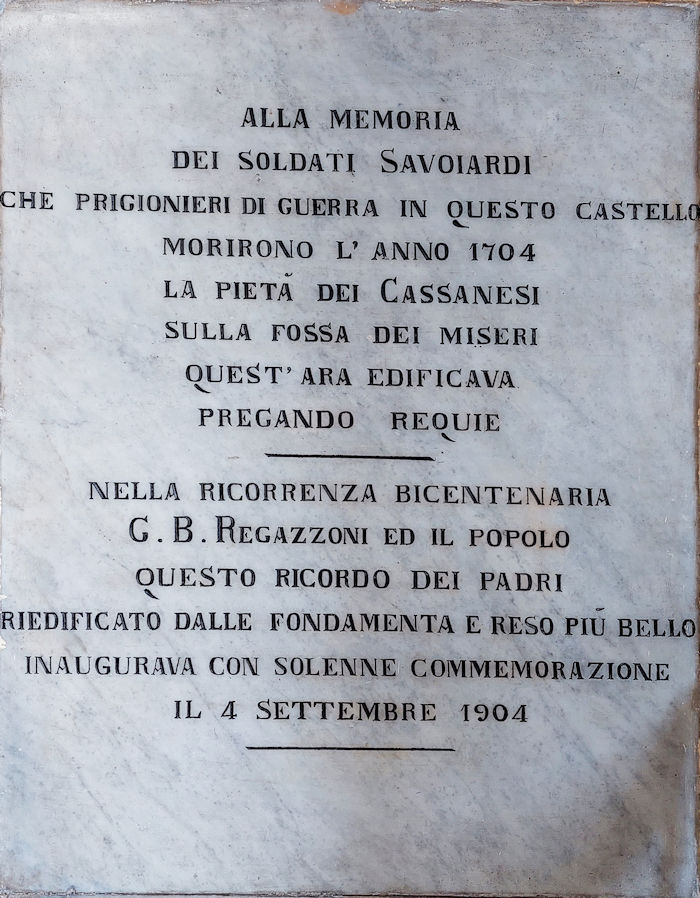 ALLA MEMORIA
DEI SOLDATI SAVOIARDI
CHE PRIGIONIERI DI GUERRA IN QUESTO CASTELLO
MORIRONO L' ANNO 1704
LA PIETÀ DEI CASSANESI
SULLA FOSSA DEI MISERI
QUEST' ARA EDIFICAVA
PREGANDO REQUIE
NELLA RICORRENZA BICENTENARIA
G. B. REGAZZONI ED IL POPOLO
QUESTO RICORDO DEI PADRI
RIEDIFICATO DALLE FONDAMENTA E RESO PIÙ BELLO
INAUGURAVA CON SOLENNE COMMEMORAZIONE
IL 4 SETTEMBRE 1904